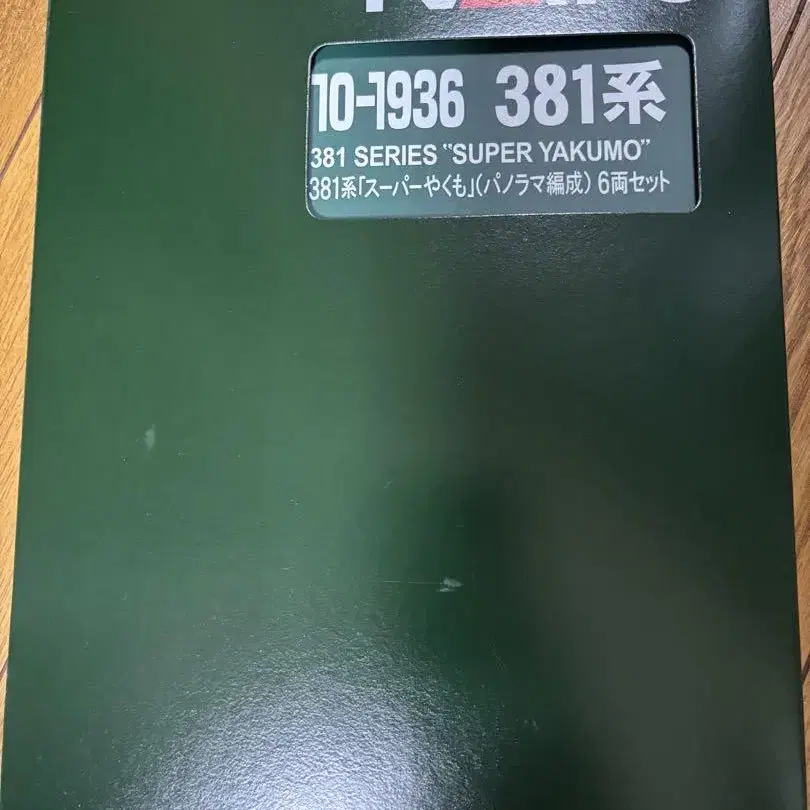 10-1936 381系
381 SERIES "SUPER YAKUMO"
381系「スーパーやくも」(パノラマ編成) 6両セット